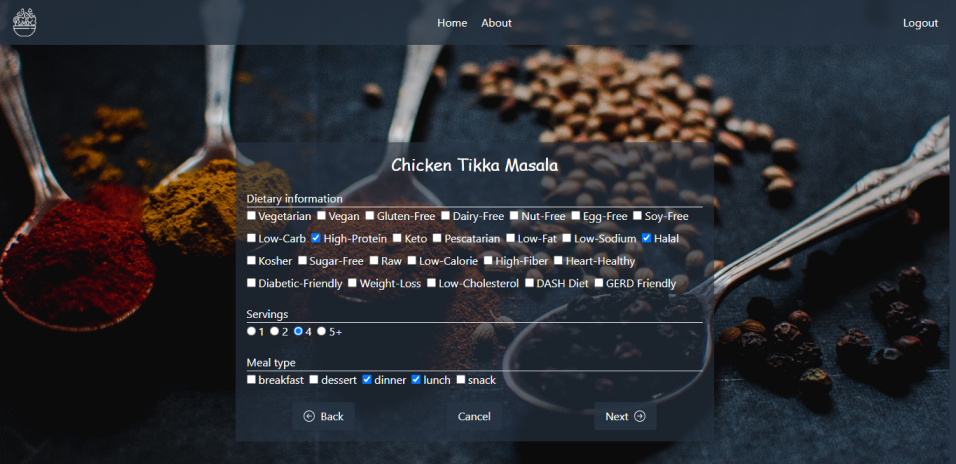 Home About Logout
Chicken Tikka Masala
Dietary information
Vegetarian Vegan Gluten-Free Dairy-Free Nut-Free Egg-Free Soy-Free
Low-Carb High-Protein Keto Pescatarian Low-Fat Low-Sodium Halal
Kosher Sugar-Free Raw Low-Calorie High-Fiber Heart-Healthy
Diabetic-Friendly Weight-Loss Low-Cholesterol DASH Diet GERD Friendly
Servings
1 2 4 5+
Meal type
breakfast dessert dinner lunch snack
Back Cancel Next